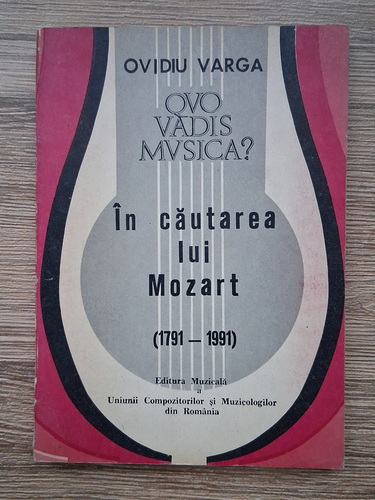 OVIDIU VARGA
QVO
VADIS
MVSICA?
În căutarea
lui
Mozart
(1791 — 1991)
Editura Muzicală
a
Uniunii Compozitorilor și Muzicologilor
din România